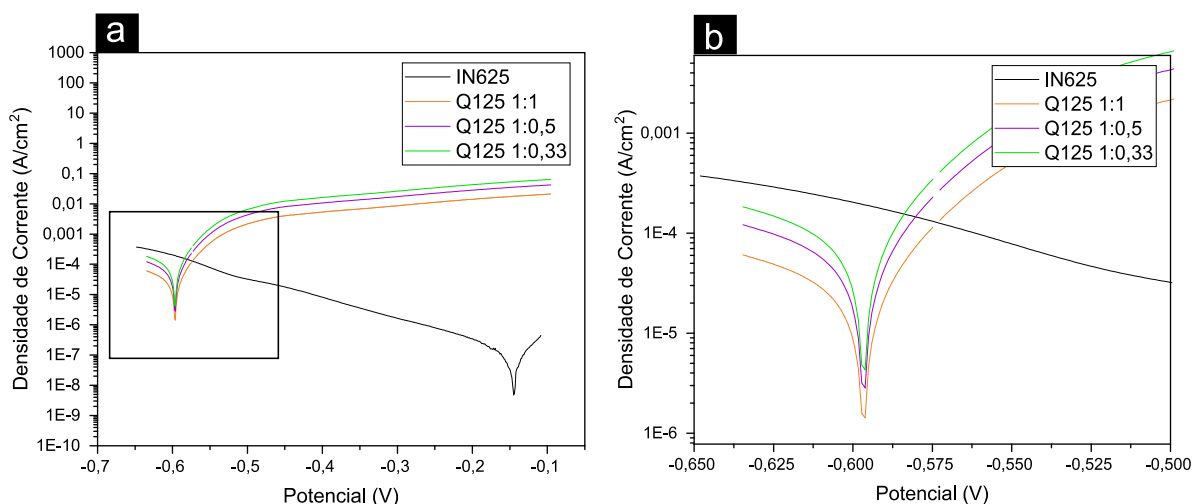 a
1000
100
10
1
0,1
0,01
0,001
1E-4
1E-5
1E-6
1E-7
1E-8
1E-9
1E-10
Densidade de Corrente (A/cm²)
IN625
Q125 1:1
Q125 1:0,5
Q125 1:0,33
-0,7
-0,6
-0,5
-0,4
-0,3
-0,2
-0,1
Potencial (V)
b
0,001
1E-4
1E-5
1E-6
Densidade de Corrente (A/cm²)
IN625
Q125 1:1
Q125 1:0,5
Q125 1:0,33
-0,650
-0,625
-0,600
-0,575
-0,550
-0,525
-0,500
Potencial (V)